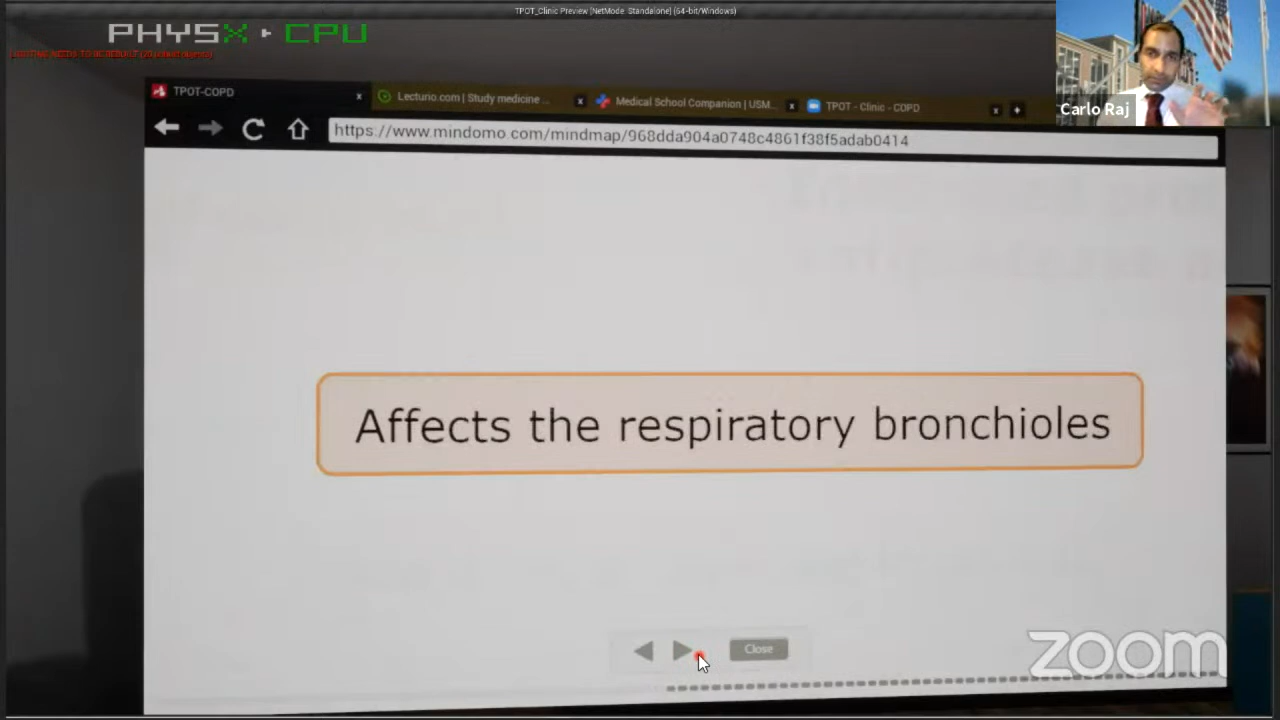 TPOT_Clinic Preview [NetMode: Standalone] (64-bit/Windows)
PHYSX + CPU
Carlo Raj
TPOT-COPD x
Lecturio.com | Study medicine ... x
Medical School Companion | USM... x
TPOT - Clinic - COPD x +
https://www.mindomo.com/mindmap/968dda904a0748c4861f38f5adab0414
Affects the respiratory bronchioles
Close
zoom